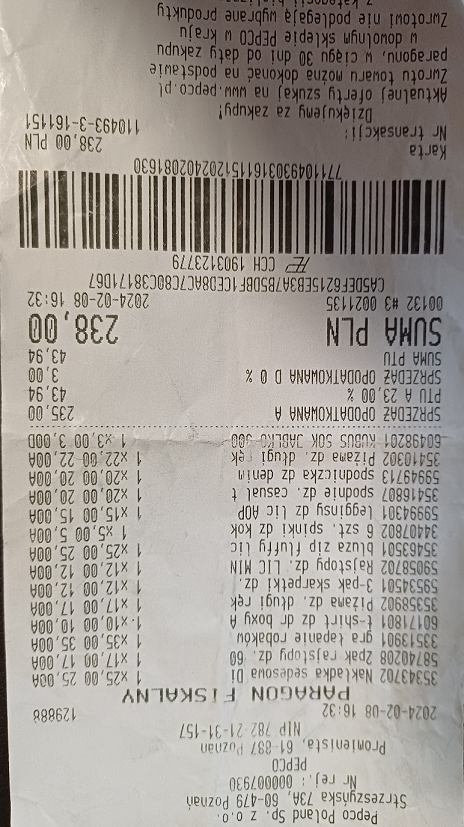 Pepco Poland Sp. z o.o.
Strzeszyńska 73A, 60-479 Poznań
Nr rej.: 000007930
PEPCO
Promienista, 61-887 Poznań
NIP 782-21-31-157
2024-02-08 16:32 129888
PARAGON FISKALNY
35343702 Nakładka sedesowa Di 1 x25,00 25,00A
58740208 2pak rajstopy dz. 60 1 x17,00 17,00A
33513901 gra łapanie robaków 1 x35,00 35,00A
60171801 t-shirt dz dr boxy A 1 x10,00 10,00A
35358902 Piżama dz. długi ręk 1 x17,00 17,00A
59534501 3-pak skarpetki dz. 1 x12,00 12,00A
59058702 Rajstopy dz. LIC MIN 1 x12,00 12,00A
35463501 bluza zip fluffy lic 1 x25,00 25,00A
34407802 6 szt. spinki dz kok 1 x5,00 5,00A
59994301 Legginsy dz lic AOP 1 x15,00 15,00A
35416807 spodnie dz. casual t 1 x20,00 20,00A
59949713 spodniczka dz denim 1 x20,00 20,00A
35410302 Piżama dz. długi ręk 1 x22,00 22,00A
60498201 KUBUŚ SOK JABŁKO 300 1 x3,00 3,00D
SPRZEDAŻ OPODATKOWANA A 235,00
PTU A 23,00 % 43,94
SPRZEDAŻ OPODATKOWANA D 0 % 3,00
SUMA PTU 43,94
SUMA PLN 238,00
00132 #3 0021135 2024-02-08 16:32
CA5DEF6215EB3A7B5DBF1CED8AC7C80C38171D67
CCH 1903123779
7711049303161151202402081630
Karta 238,00 PLN
Nr transakcji: 110493-3-161151
Dziękujemy za zakupy!
Aktualnej oferty szukaj na www.pepco.pl
Zwrotu towaru można dokonać na podstawie
paragonu, w ciągu 30 dni od daty zakupu
w dowolnym sklepie PEPCO w kraju
Zwrotowi nie podlegają wybrane produkty
z kategorii